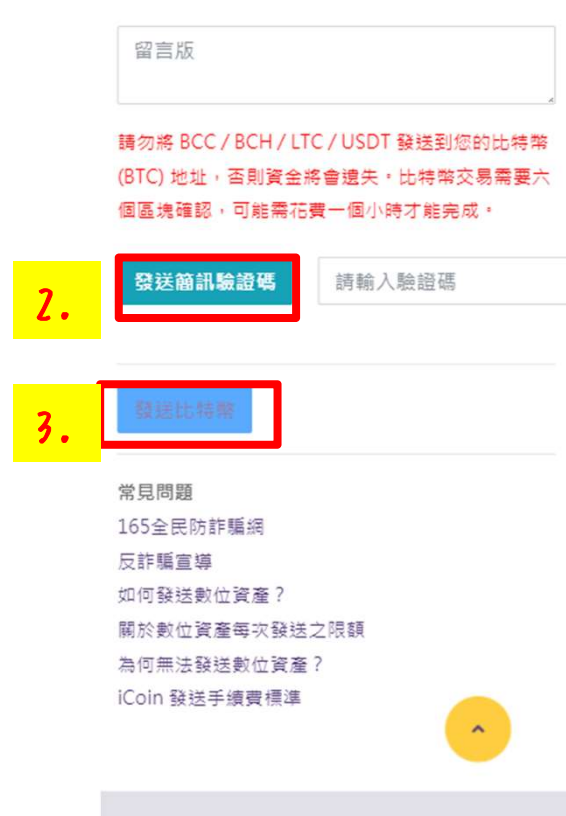 留言版
請勿將 BCC / BCH / LTC / USDT 發送到您的比特幣
(BTC) 地址，否則資金將會遺失。比特幣交易需要六
個區塊確認，可能需花費一個小時才能完成。
2.
發送簡訊驗證碼
請輸入驗證碼
3.
發送比特幣
常見問題
165全民防詐騙網
反詐騙宣導
如何發送數位資產？
關於數位資產每次發送之限額
為何無法發送數位資產？
iCoin 發送手續費標準